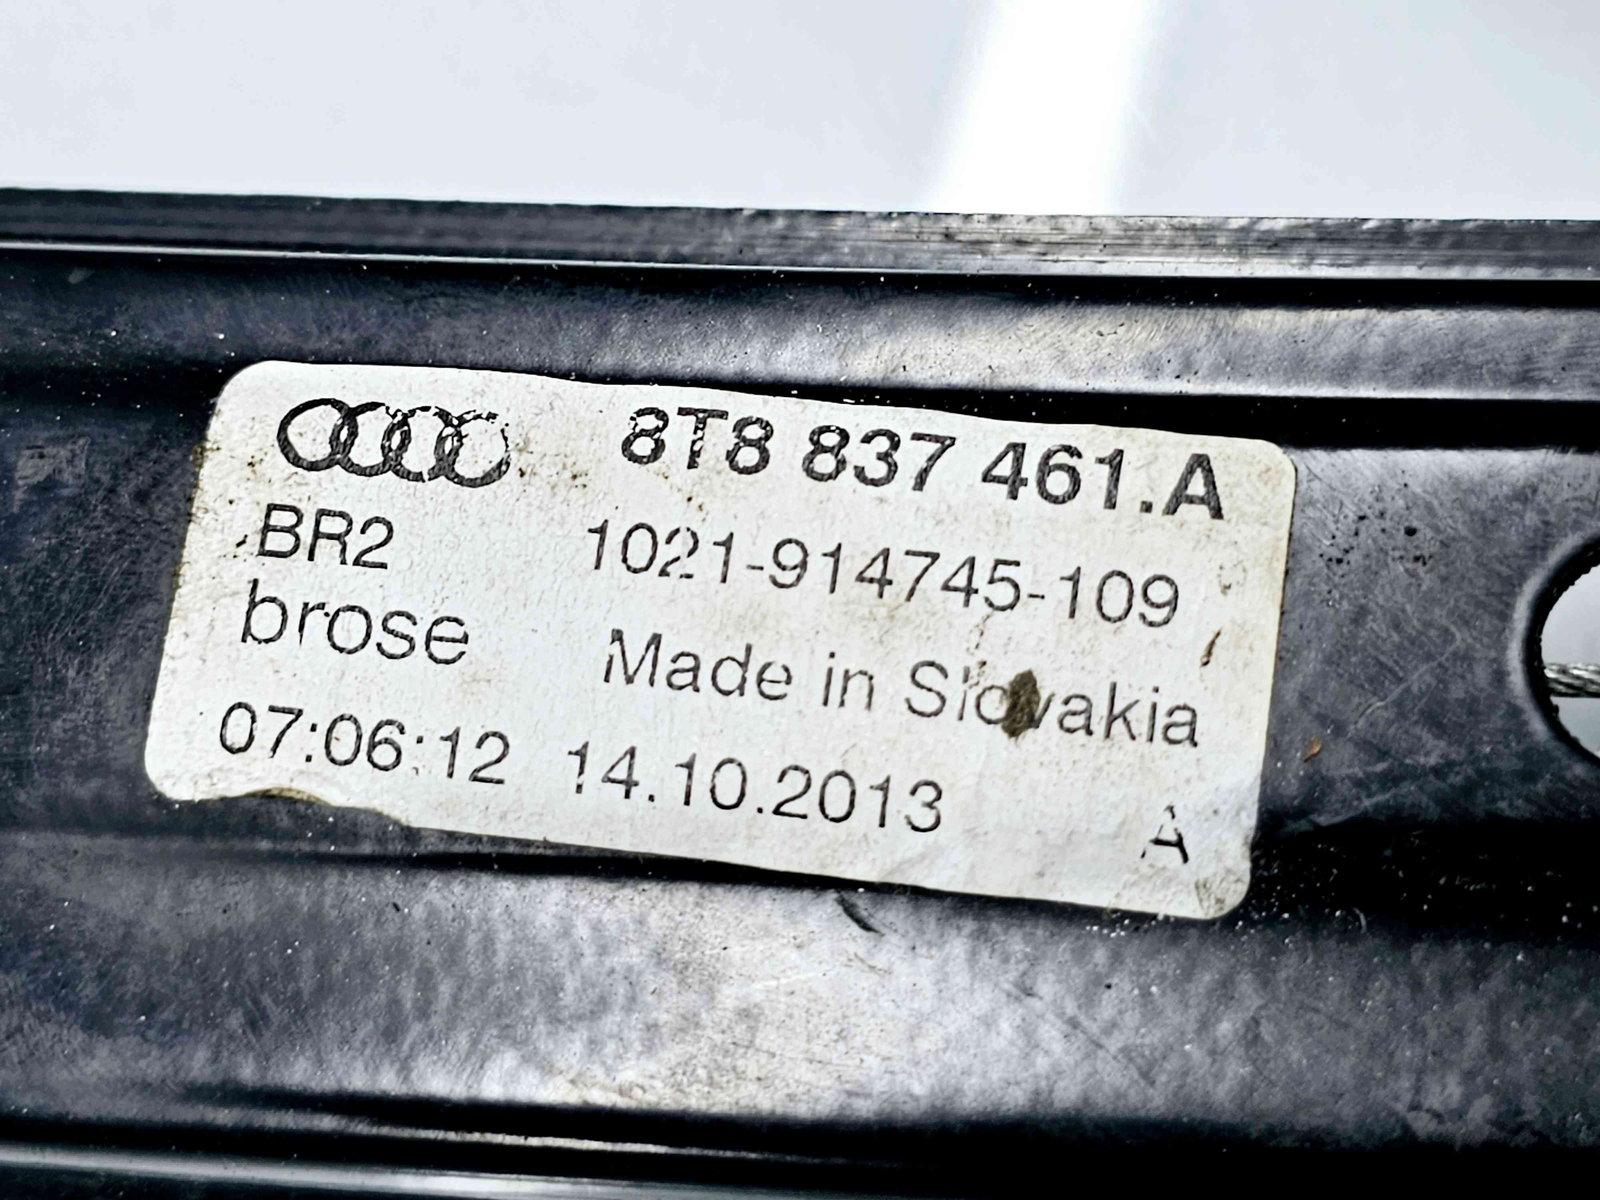 8T8 837 461.A
BR2 1021-914745-109
brose Made in Slovakia
07:06:12 14.10.2013 A